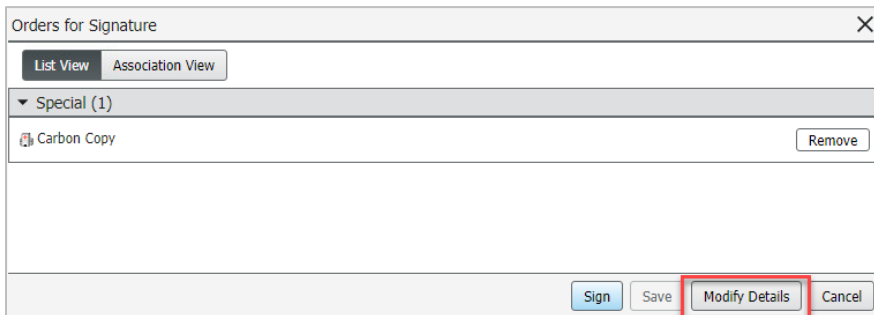 Orders for Signature
List View Association View
Special (1)
Carbon Copy Remove
Sign Save Modify Details Cancel